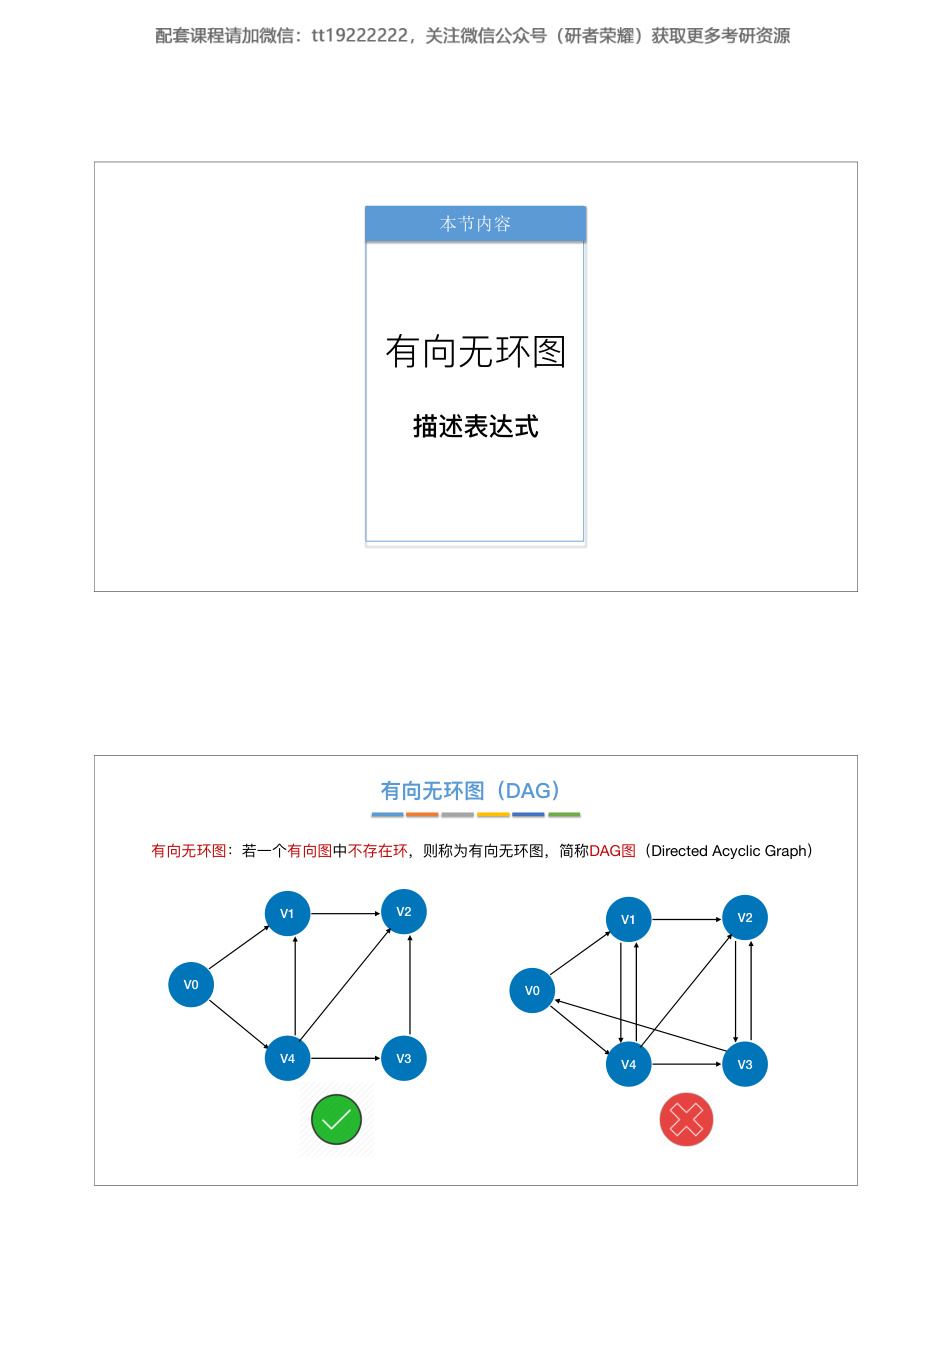 配套课程请加微信：tt19222222，关注微信公众号（研者荣耀）获取更多考研资源
本节内容
有向无环图
描述表达式
有向无环图（DAG）
有向无环图：若一个有向图中不存在环，则称为有向无环图，简称DAG图（Directed Acyclic Graph）
V1
V2
V0
V4
V3
V1
V2
V0
V4
V3